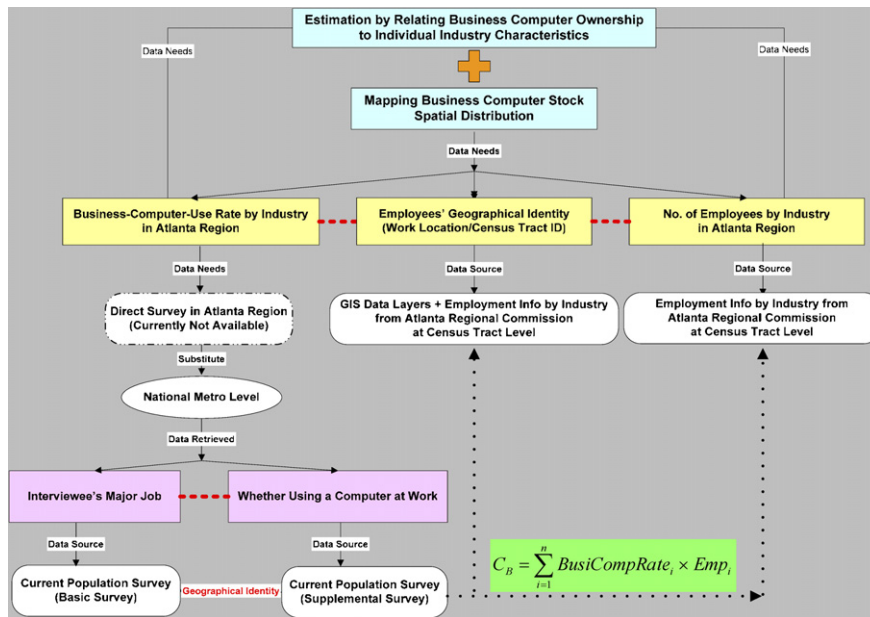 Estimation by Relating Business Computer Ownership
to Individual Industry Characteristics
Data Needs
Data Needs
Mapping Business Computer Stock
Spatial Distribution
Data Needs
Business-Computer-Use Rate by Industry
in Atlanta Region
Employees' Geographical Identity
(Work Location/Census Tract ID)
No. of Employees by Industry
in Atlanta Region
Data Needs
Data Source
Data Source
Direct Survey in Atlanta Region
(Currently Not Available)
GIS Data Layers + Employment Info by Industry
from Atlanta Regional Commission
at Census Tract Level
Employment Info by Industry from
Atlanta Regional Commission
at Census Tract Level
Substitute
National Metro Level
Data Retrieved
Interviewee's Major Job
Whether Using a Computer at Work
Data Source
Data Source
Current Population Survey
(Basic Survey)
Geographical Identity
Current Population Survey
(Supplemental Survey)
C_B = \sum_{i=1}^{n} BusiCompRate_i × Emp_i